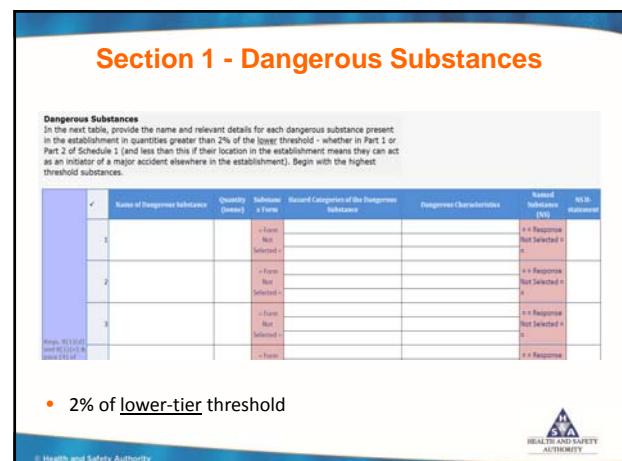 Section 1 - Dangerous Substances
Dangerous Substances
In the next table, provide the name and relevant details for each dangerous substance present
in the establishment in quantities greater than 2% of the lower threshold - whether in Part 1 or
Part 2 of Schedule 1 (and less than this if their location in the establishment means they can act
as an initiator of a major accident elsewhere in the establishment). Begin with the highest
threshold substances.
✓ Name of Dangerous Substance Quantity (tonne) Substance Form Hazard Categories of the Dangerous Substance Dangerous Characteristics Named Substance (NS) NS H-statement
1
= Form
Not
Selected =
= = Response
Not Selected =
=
2
= Form
Not
Selected =
= = Response
Not Selected =
=
3
= Form
Not
Selected =
= = Response
Not Selected =
=
= Form
= = Response
• 2% of lower-tier threshold
HSA
HEALTH AND SAFETY
AUTHORITY
© Health and Safety Authority